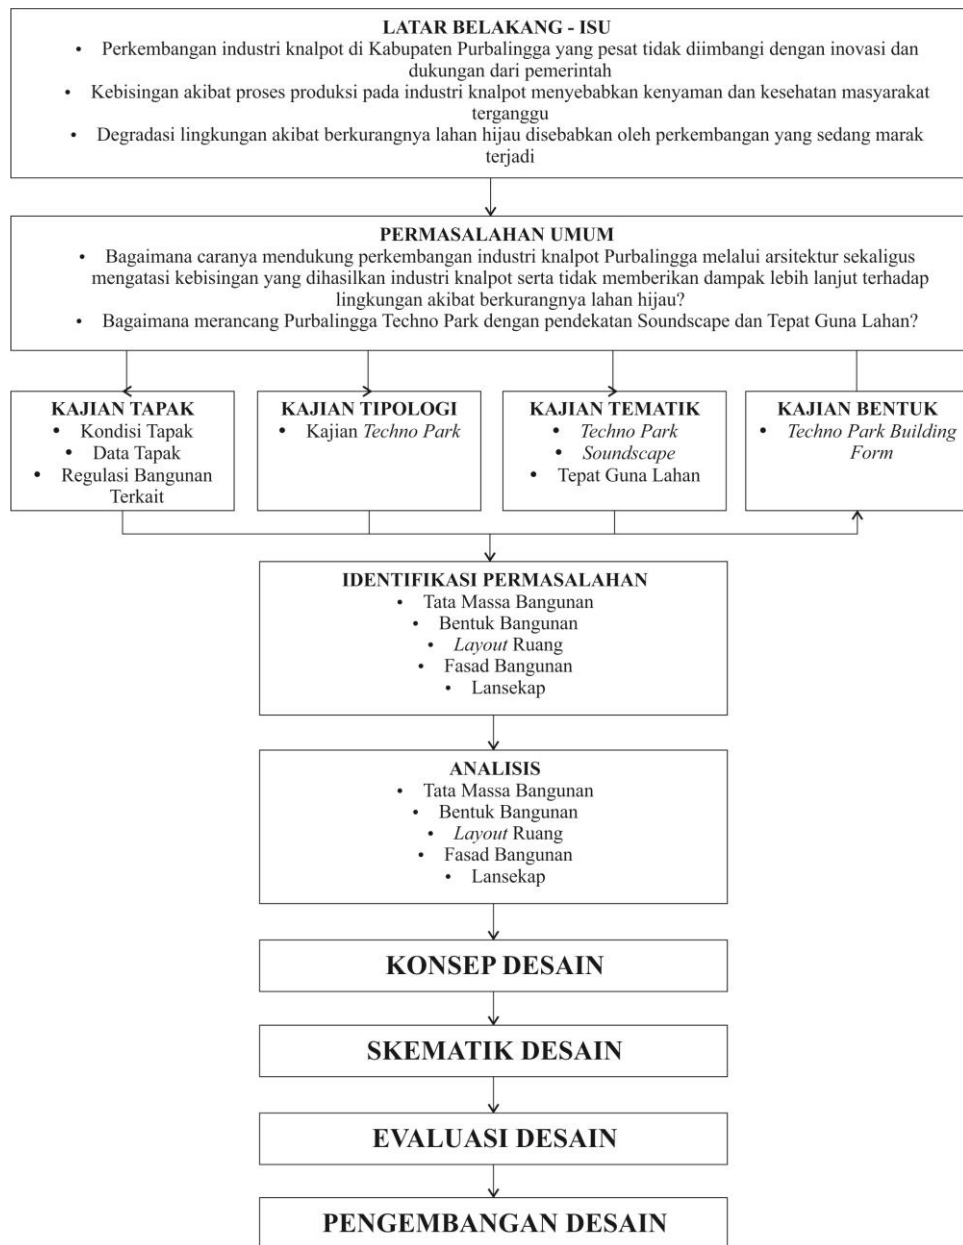 LATAR BELAKANG - ISU
• Perkembangan industri knalpot di Kabupaten Purbalingga yang pesat tidak diimbangi dengan inovasi dan
dukungan dari pemerintah
• Kebisingan akibat proses produksi pada industri knalpot menyebabkan kenyaman dan kesehatan masyarakat
terganggu
• Degradasi lingkungan akibat berkurangnya lahan hijau disebabkan oleh perkembangan yang sedang marak
terjadi
PERMASALAHAN UMUM
• Bagaimana caranya mendukung perkembangan industri knalpot Purbalingga melalui arsitektur sekaligus
mengatasi kebisingan yang dihasilkan industri knalpot serta tidak memberikan dampak lebih lanjut terhadap
lingkungan akibat berkurangnya lahan hijau?
• Bagaimana merancang Purbalingga Techno Park dengan pendekatan Soundscape dan Tepat Guna Lahan?
KAJIAN TAPAK
• Kondisi Tapak
• Data Tapak
• Regulasi Bangunan
Terkait
KAJIAN TIPOLOGI
• Kajian Techno Park
KAJIAN TEMATIK
• Techno Park
• Soundscape
• Tepat Guna Lahan
KAJIAN BENTUK
• Techno Park Building
Form
IDENTIFIKASI PERMASALAHAN
• Tata Massa Bangunan
• Bentuk Bangunan
• Layout Ruang
• Fasad Bangunan
• Lansekap
ANALISIS
• Tata Massa Bangunan
• Bentuk Bangunan
• Layout Ruang
• Fasad Bangunan
• Lansekap
KONSEP DESAIN
SKEMATIK DESAIN
EVALUASI DESAIN
PENGEMBANGAN DESAIN